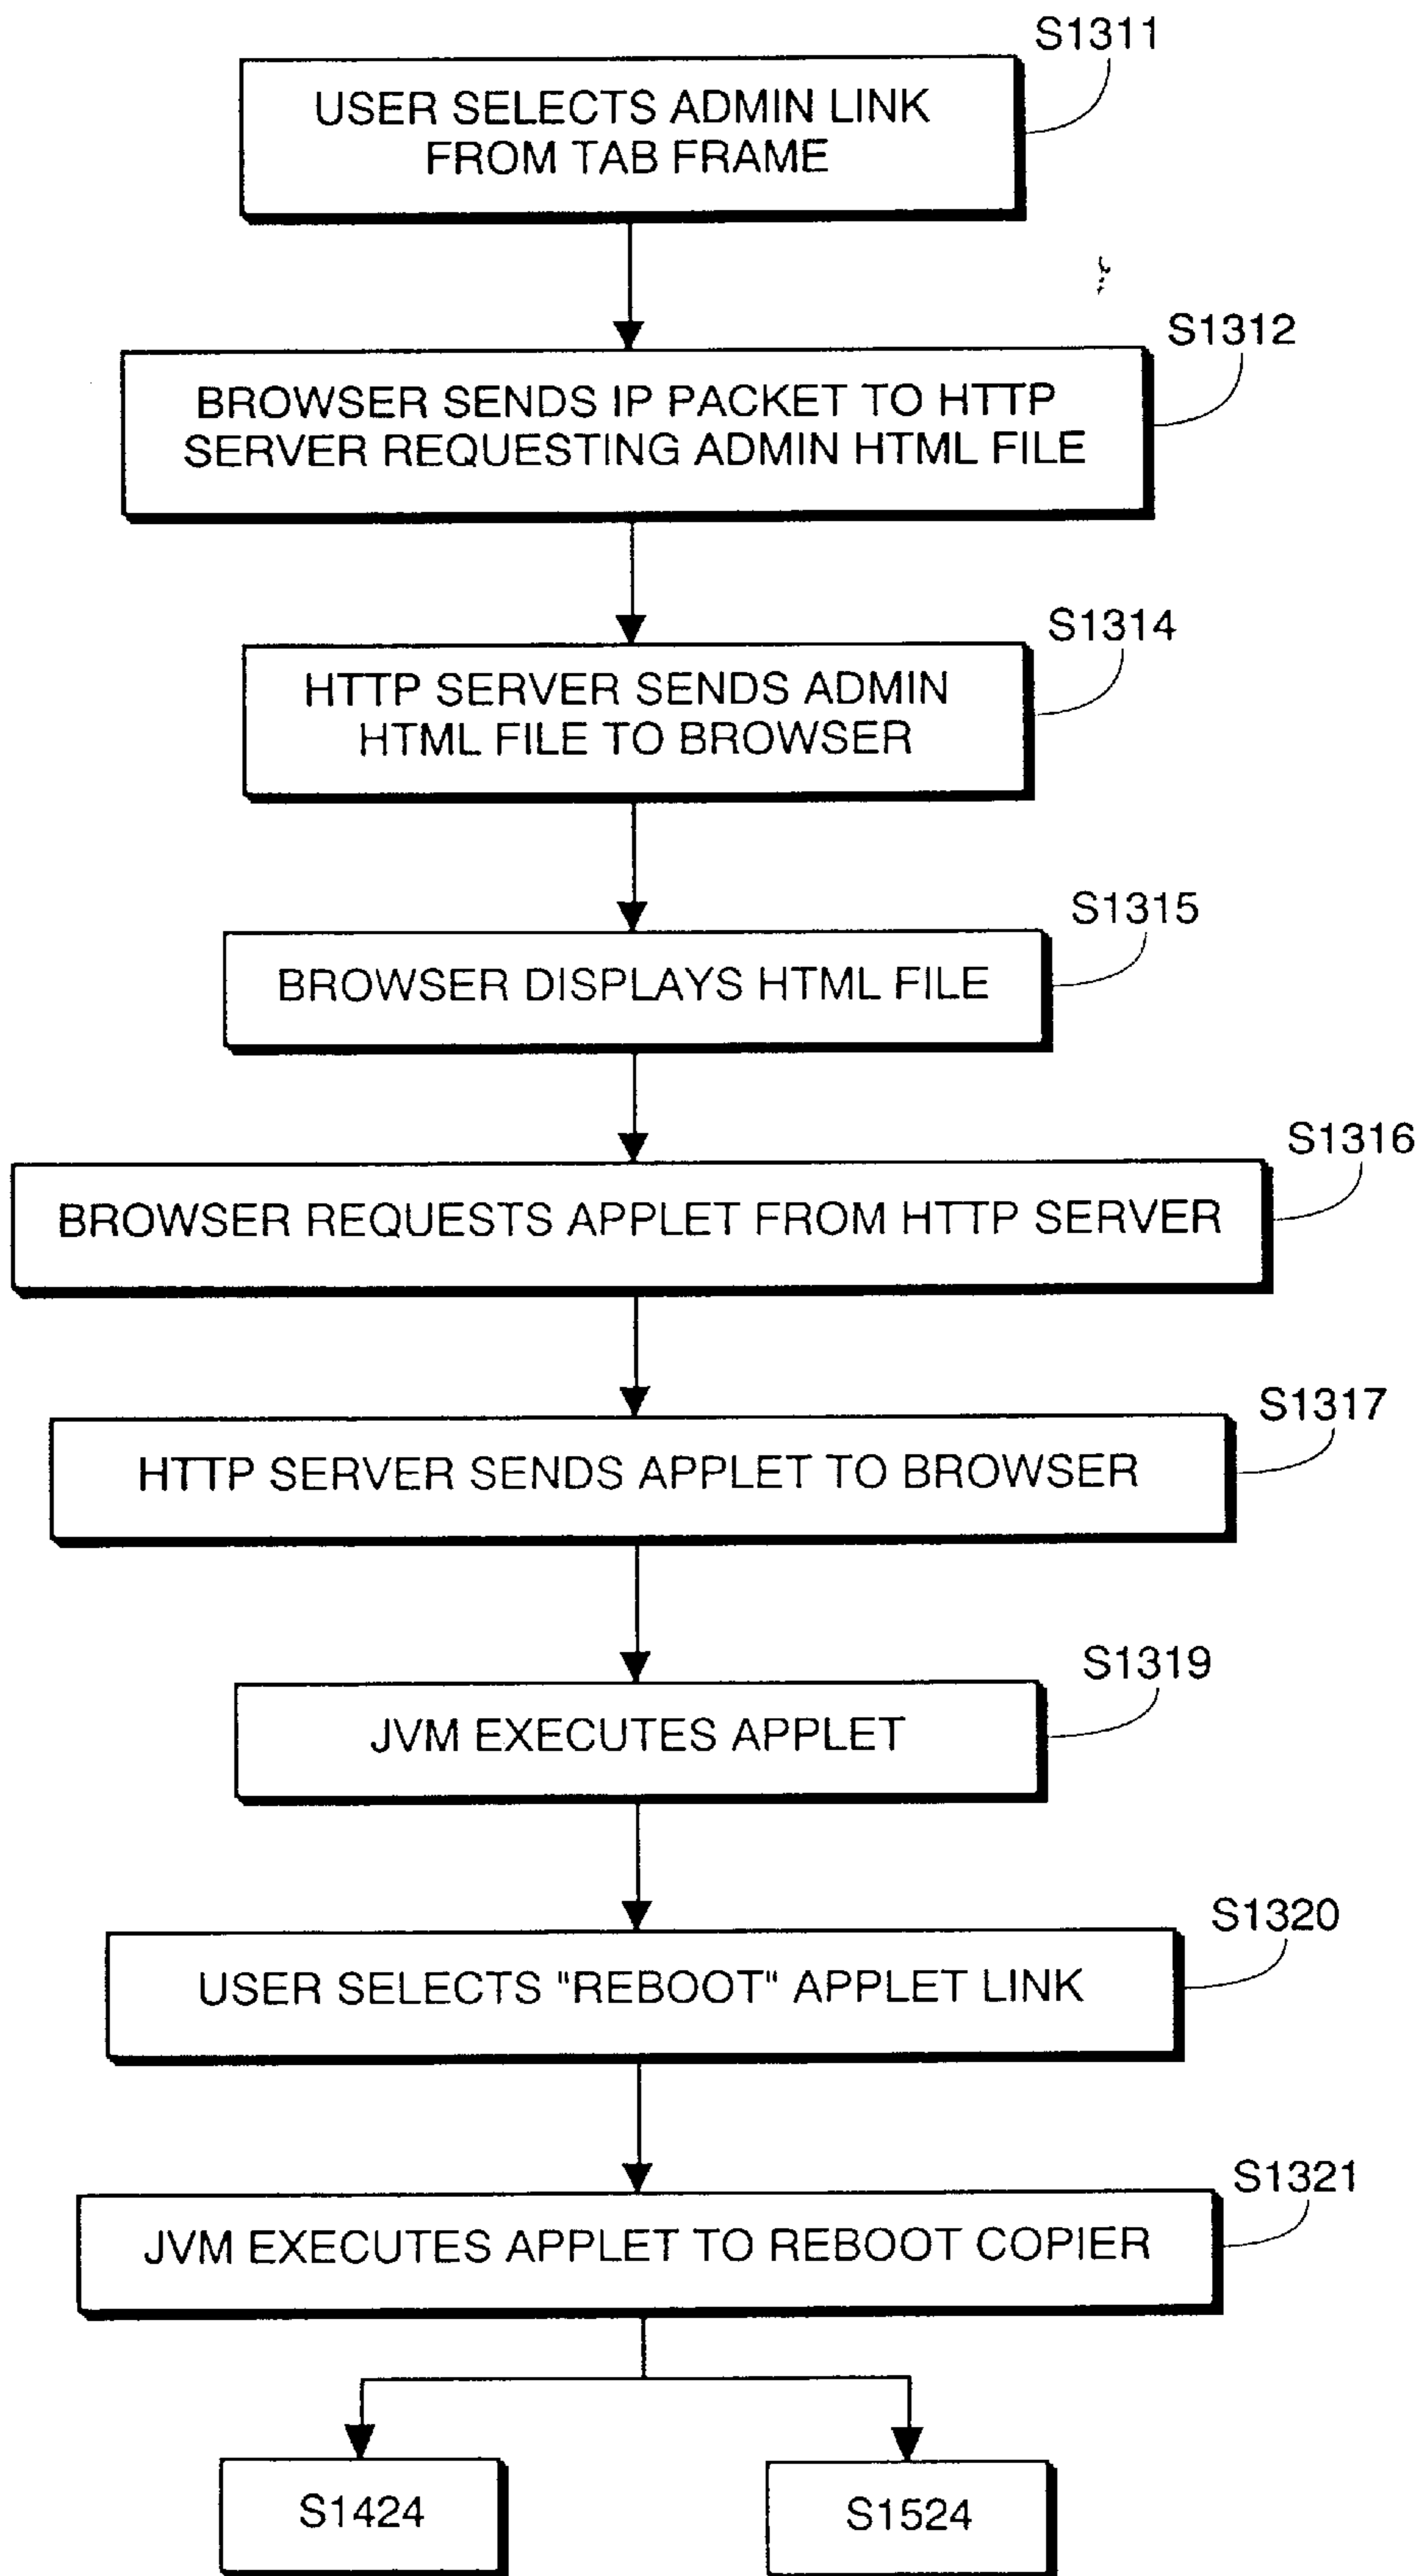 S1311
USER SELECTS ADMIN LINK
FROM TAB FRAME
S1312
BROWSER SENDS IP PACKET TO HTTP
SERVER REQUESTING ADMIN HTML FILE
S1314
HTTP SERVER SENDS ADMIN
HTML FILE TO BROWSER
S1315
BROWSER DISPLAYS HTML FILE
S1316
BROWSER REQUESTS APPLET FROM HTTP SERVER
S1317
HTTP SERVER SENDS APPLET TO BROWSER
S1319
JVM EXECUTES APPLET
S1320
USER SELECTS "REBOOT" APPLET LINK
S1321
JVM EXECUTES APPLET TO REBOOT COPIER
S1424
S1524